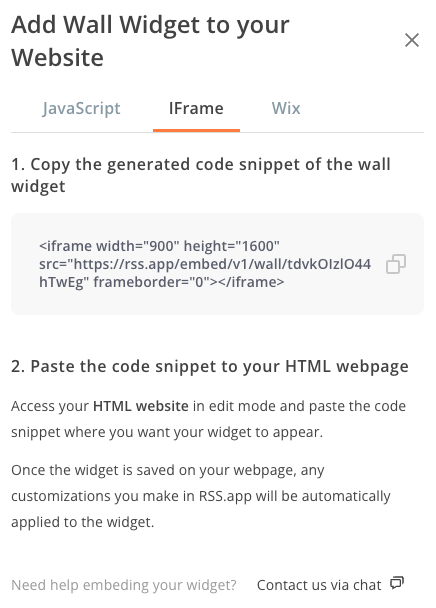 Add Wall Widget to your
Website
JavaScript IFrame Wix
1. Copy the generated code snippet of the wall
widget
<iframe width="900" height="1600"
src="https://rss.app/embed/v1/wall/tdvkOIzlO44
hTwEg" frameborder="0"></iframe>
2. Paste the code snippet to your HTML webpage
Access your HTML website in edit mode and paste the code
snippet where you want your widget to appear.
Once the widget is saved on your webpage, any
customizations you make in RSS.app will be automatically
applied to the widget.
Need help embeding your widget? Contact us via chat